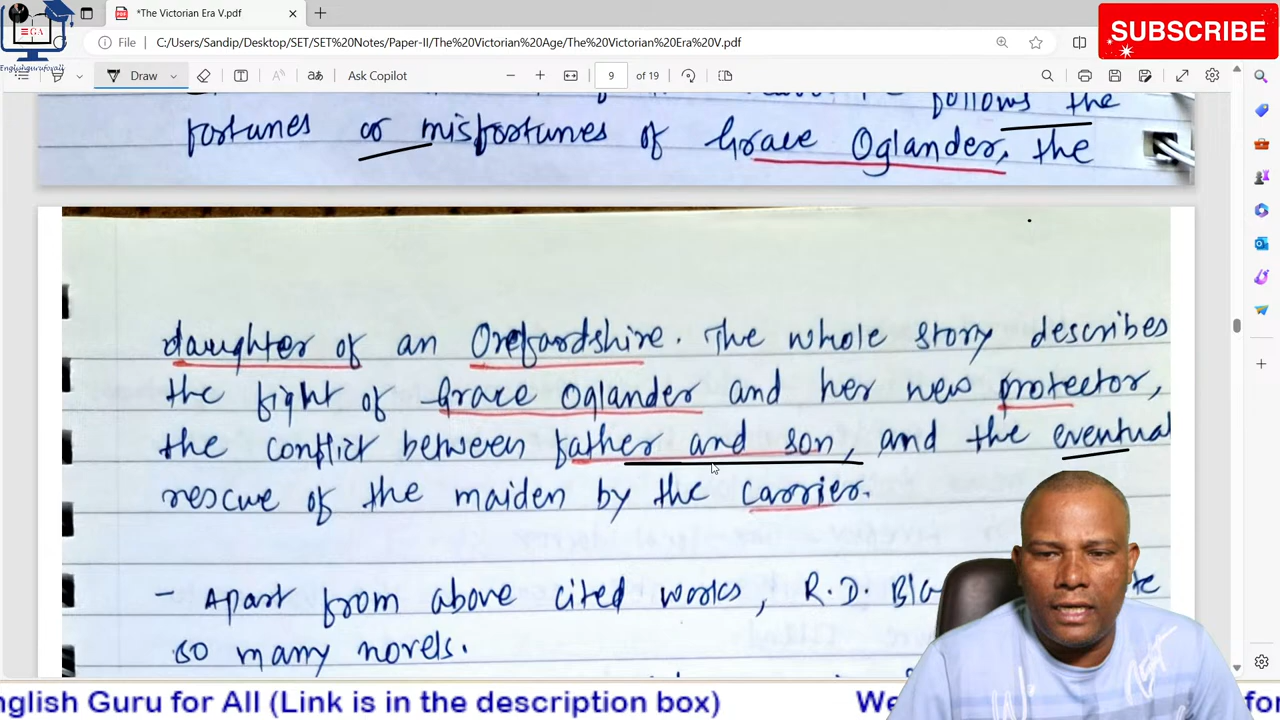 *The Victorian Era V.pdf
SUBSCRIBE
EGA
Englishguruforall
File
C:/Users/Sandip/Desktop/SET/SET%20Notes/Paper-II/The%20Victorian%20Age/The%20Victorian%20Era%20V.pdf
Draw
Ask Copilot
9 of 19
follows the
fortunes or misfortunes of Grace Oglander, the
daughter of an Orefordshire. The whole story describes
the fight of Grace Oglander and her new protector,
the conflict between father and son, and the eventual
rescue of the maiden by the carrier.
- Apart from above cited works, R.D.
so many novels.
nglish Guru for All (Link is in the description box) We for